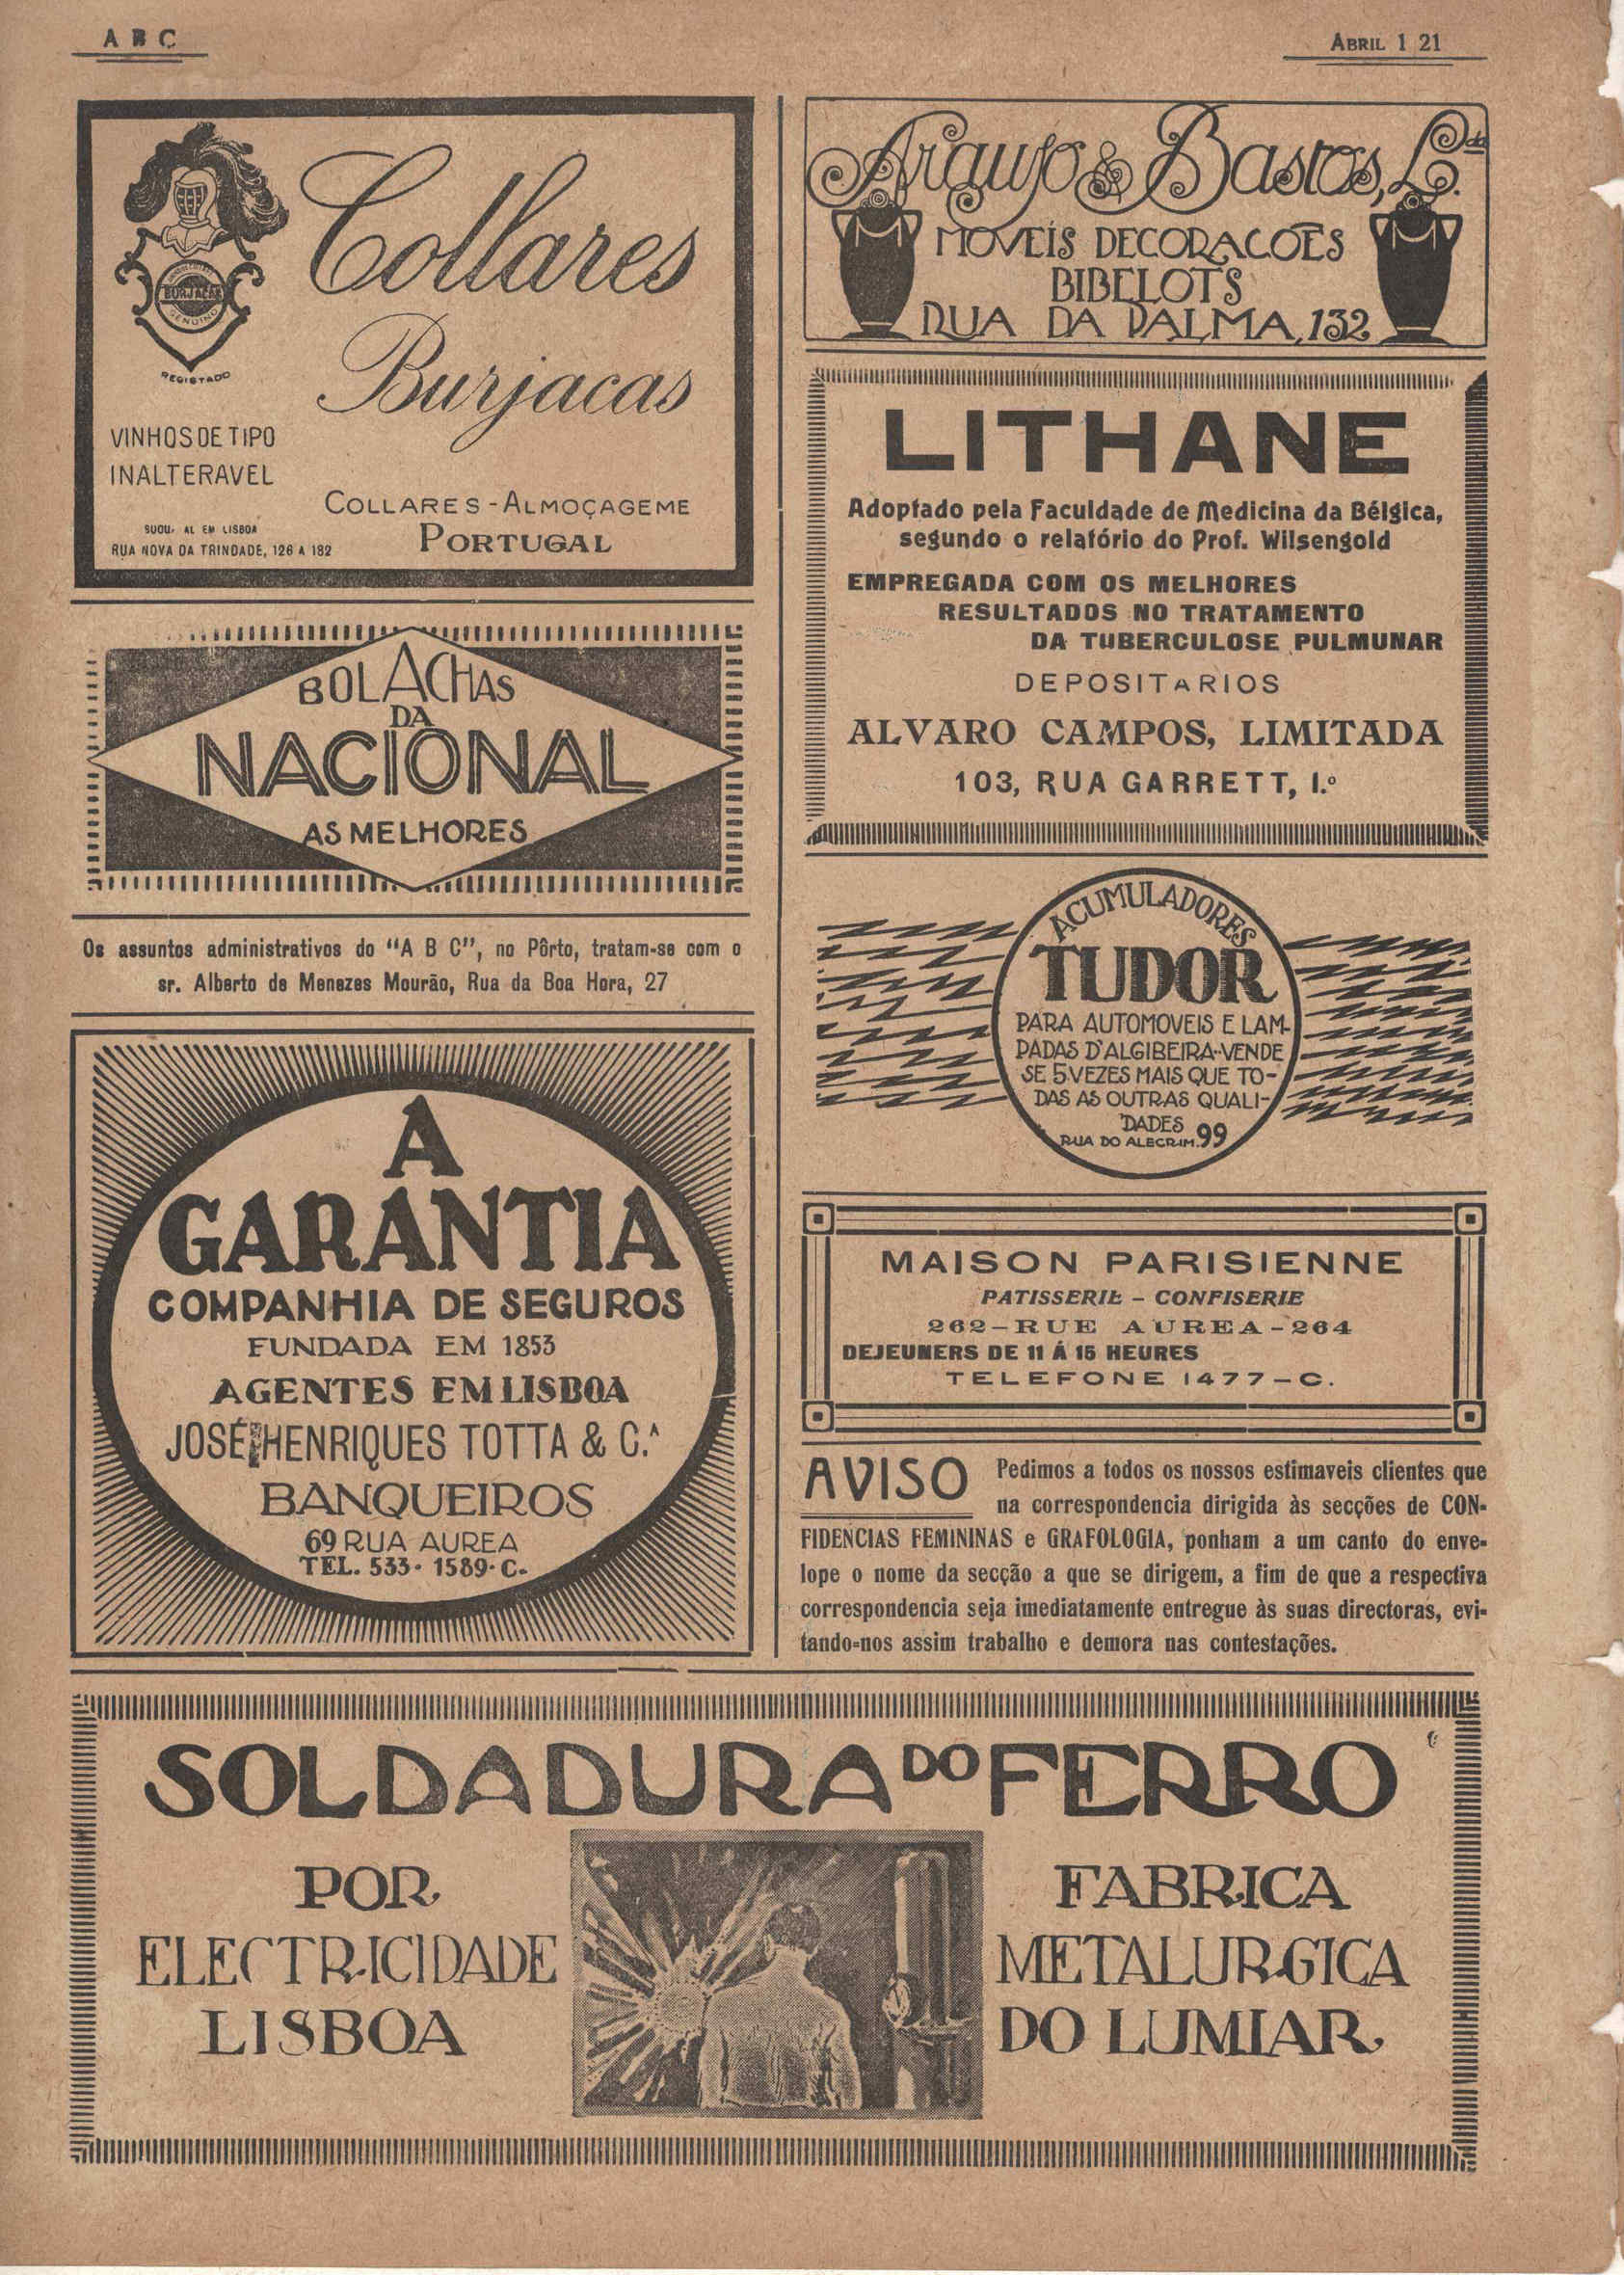 A B C
ABRIL 1 21
BURJACAS
GENUINO
REGISTADO
Collares
Burjacas
VINHOS DE TIPO
INALTERAVEL
AL EM LISBOA
RUA NOVA DA TRINDADE, 126 A 182
COLLARES-ALMOÇAGEME
PORTUGAL
BOLACHAS
DA
NACIONAL
AS MELHORES
Os assuntos administrativos do "A B C", no Pôrto, tratam-se com o
sr. Alberto de Menezes Mourão, Rua da Boa Hora, 27
A
GARANTIA
COMPANHIA DE SEGUROS
FUNDADA EM 1853
AGENTES EM LISBOA
JOSÉ HENRIQUES TOTTA & C.ᴬ
BANQUEIROS
69 RUA AUREA
TEL. 533- 1589-C.
Araujo & Bastos, L.da
MOVEIS DECORACOES
BIBELOTS
RUA DA PALMA, 132
LITHANE
Adoptado pela Faculdade de Medicina da Bélgica,
segundo o relatório do Prof. Wilsengold
EMPREGADA COM OS MELHORES
RESULTADOS NO TRATAMENTO
DA TUBERCULOSE PULMUNAR
DEPOSITARIOS
ALVARO CAMPOS, LIMITADA
103, RUA GARRETT, 1.º
ACUMULADORES
TUDOR
PARA AUTOMOVEIS E LAM-
PADAS D'ALGIBEIRA-VENDE
SE 5 VEZES MAIS QUE TO-
DAS AS OUTRAS QUALI-
DADES
RUA DO ALECRIM. 99
MAISON PARISIENNE
PATISSERIE - CONFISERIE
262-RUE AUREA-264
DEJEUNERS DE 11 Á 15 HEURES
TELEFONE 1477-C.
AVISO Pedimos a todos os nossos estimaveis clientes que
na correspondencia dirigida às secções de CON-
FIDENCIAS FEMININAS e GRAFOLOGIA, ponham a um canto do enve-
lope o nome da secção a que se dirigem, a fim de que a respectiva
correspondencia seja imediatamente entregue às suas directoras, evi-
tando-nos assim trabalho e demora nas contestações.
SOLDADURA DO FERRO
POR
ELECTRICIDADE
LISBOA
FABRICA
METALURGICA
DO LUMIAR